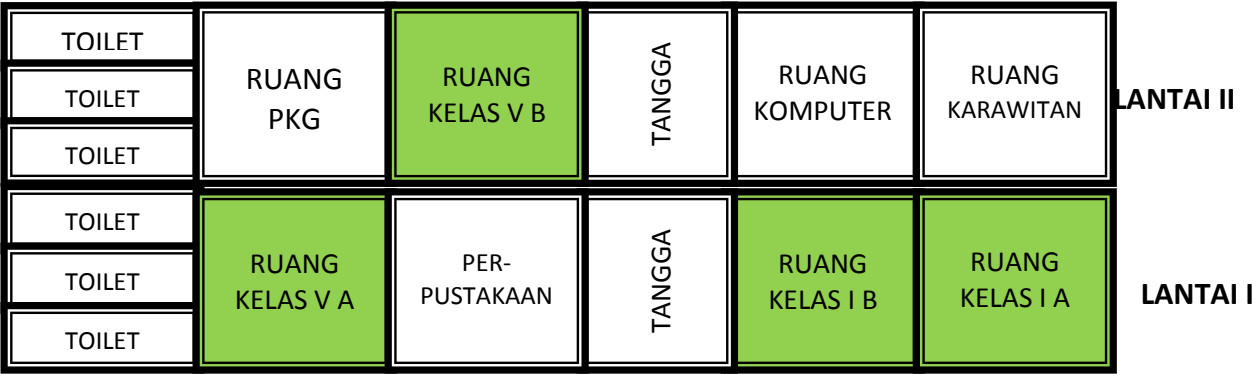 TOILET
TOILET
TOILET
RUANG
PKG
RUANG
KELAS V B
TANGGA
RUANG
KOMPUTER
RUANG
KARAWITAN
LANTAI II
TOILET
TOILET
TOILET
RUANG
KELAS V A
PER-
PUSTAKAAN
TANGGA
RUANG
KELAS I B
RUANG
KELAS I A
LANTAI I